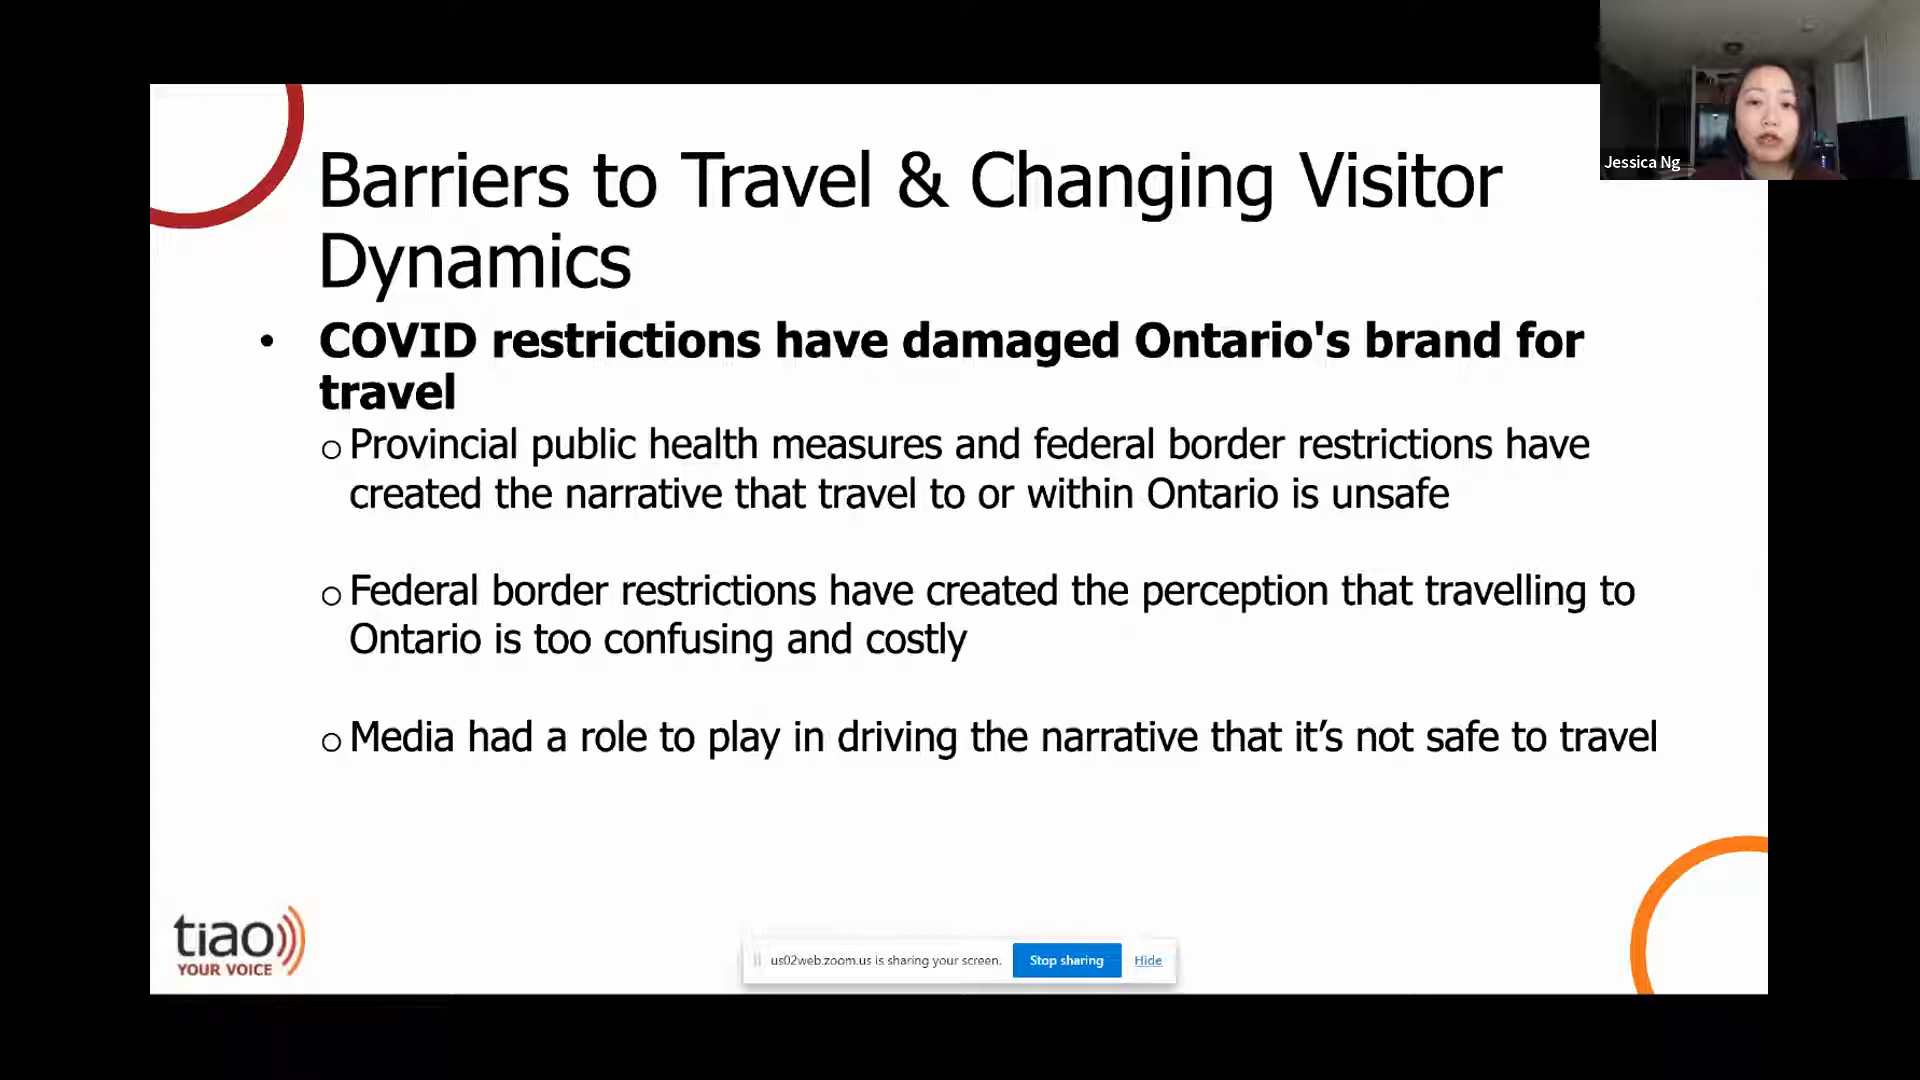 Jessica Ng
Barriers to Travel & Changing Visitor
Dynamics
• COVID restrictions have damaged Ontario's brand for
travel
o Provincial public health measures and federal border restrictions have
created the narrative that travel to or within Ontario is unsafe
o Federal border restrictions have created the perception that travelling to
Ontario is too confusing and costly
o Media had a role to play in driving the narrative that it’s not safe to travel
tiao
YOUR VOICE
us02web.zoom.us is sharing your screen. Stop sharing Hide